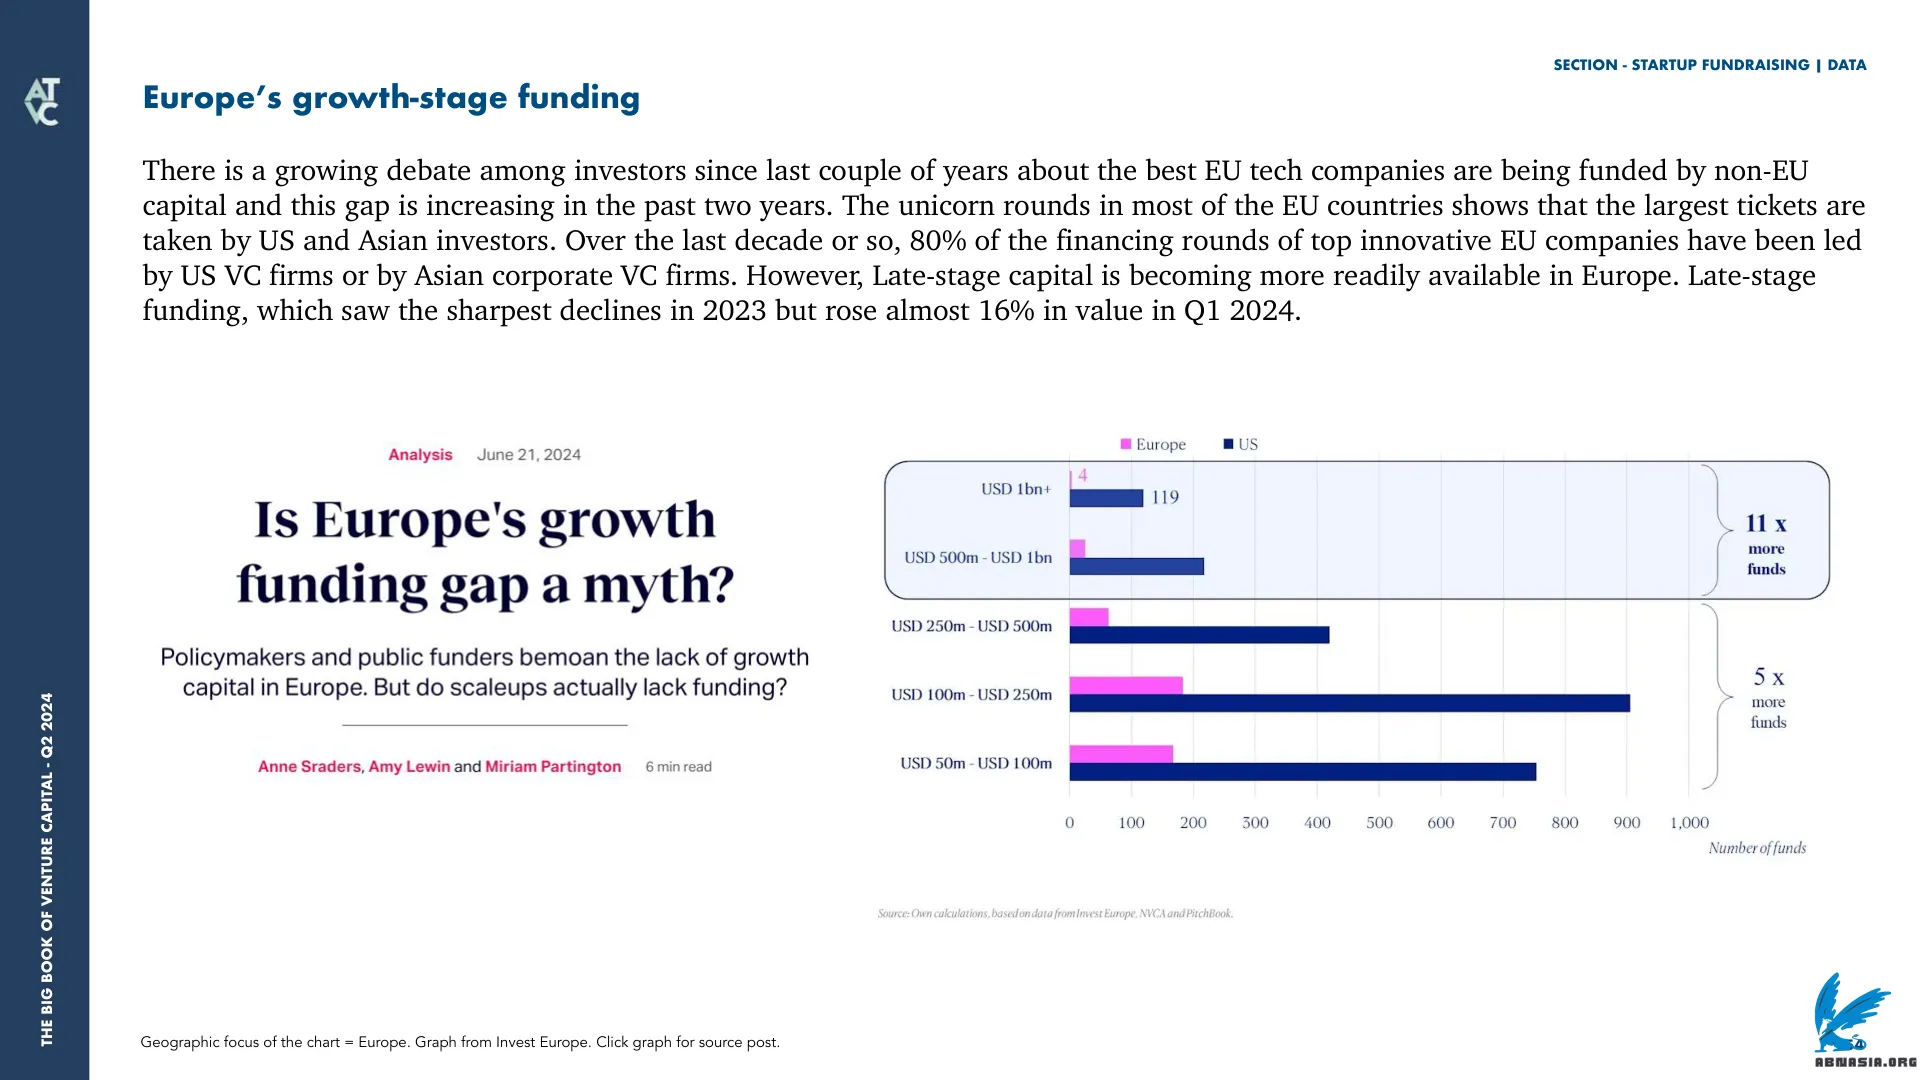 SECTION - STARTUP FUNDRAISING | DATA
AT
VC
Europe’s growth-stage funding
There is a growing debate among investors since last couple of years about the best EU tech companies are being funded by non-EU
capital and this gap is increasing in the past two years. The unicorn rounds in most of the EU countries shows that the largest tickets are
taken by US and Asian investors. Over the last decade or so, 80% of the financing rounds of top innovative EU companies have been led
by US VC firms or by Asian corporate VC firms. However, Late-stage capital is becoming more readily available in Europe. Late-stage
funding, which saw the sharpest declines in 2023 but rose almost 16% in value in Q1 2024.
Analysis June 21, 2024
Is Europe's growth
funding gap a myth?
Policymakers and public funders bemoan the lack of growth
capital in Europe. But do scaleups actually lack funding?
Anne Sraders, Amy Lewin and Miriam Partington 6 min read
Europe US
USD 1bn+ 4
119
USD 500m - USD 1bn
11 x
more
funds
USD 250m - USD 500m
USD 100m - USD 250m
USD 50m - USD 100m
5 x
more
funds
0 100 200 300 400 500 600 700 800 900 1,000
Number of funds
Source: Own calculations, based on data from Invest Europe, NVCA and PitchBook.
THE BIG BOOK OF VENTURE CAPITAL - Q2 2024
Geographic focus of the chart = Europe. Graph from Invest Europe. Click graph for source post.
ABNASIA.ORG